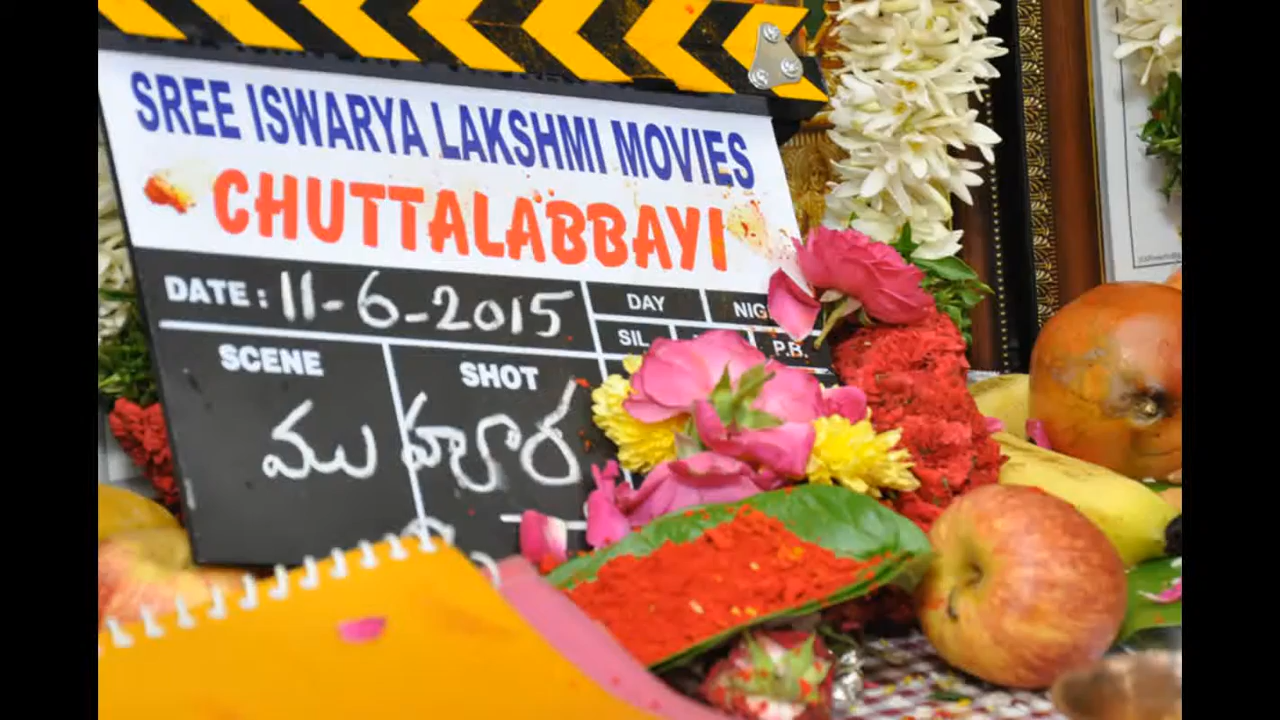 SREE ISWARYA LAKSHMI MOVIES
CHUTTALABBAYI
DATE: 11-6-2015
DAY
SIL
P.B.
SCENE
SHOT
ముహూర